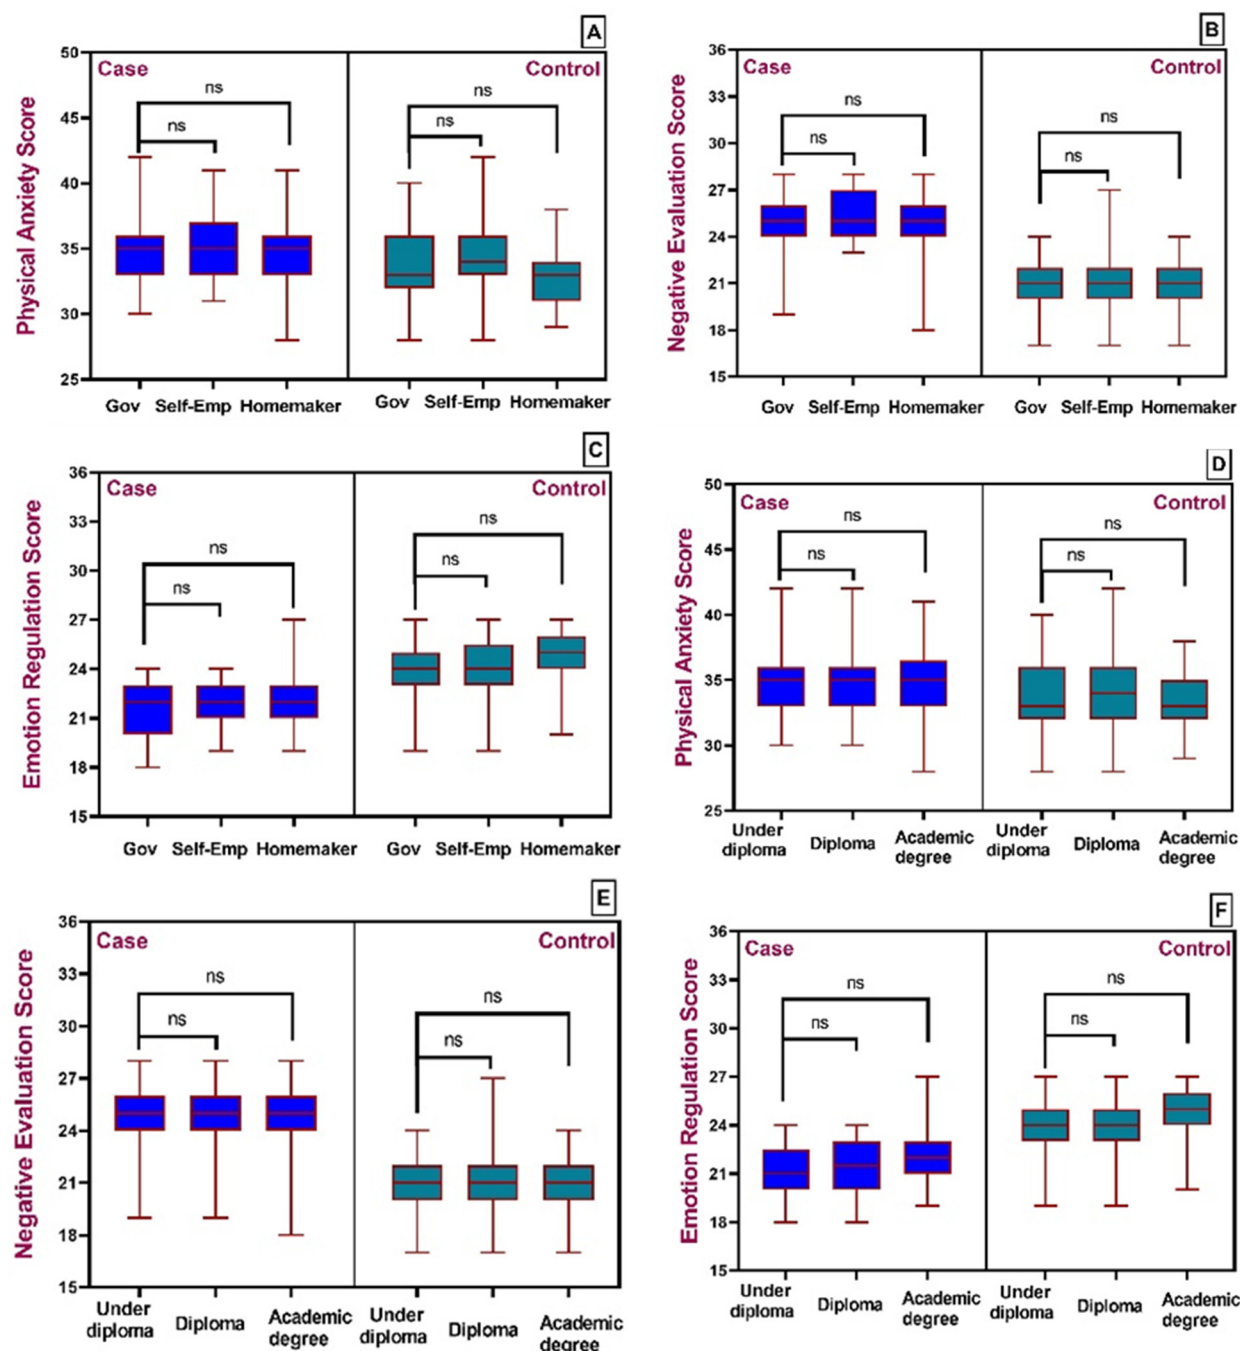 A
Case
Control
Physical Anxiety Score
50
45
40
35
30
25
ns
ns
ns
ns
Gov Self-Emp Homemaker Gov Self-Emp Homemaker
B
Case
Control
Negative Evaluation Score
36
33
30
27
24
21
18
15
ns
ns
ns
ns
Gov Self-Emp Homemaker Gov Self-Emp Homemaker
C
Case
Control
Emotion Regulation Score
36
33
30
27
24
21
18
15
ns
ns
ns
ns
Gov Self-Emp Homemaker Gov Self-Emp Homemaker
D
Case
Control
Physical Anxiety Score
50
45
40
35
30
25
ns
ns
ns
ns
Under diploma
Diploma
Academic degree
Under diploma
Diploma
Academic degree
E
Case
Control
Negative Evaluation Score
36
33
30
27
24
21
18
15
ns
ns
ns
ns
Under diploma
Diploma
Academic degree
Under diploma
Diploma
Academic degree
F
Case
Control
Emotion Regulation Score
36
33
30
27
24
21
18
15
ns
ns
ns
ns
Under diploma
Diploma
Academic degree
Under diploma
Diploma
Academic degree